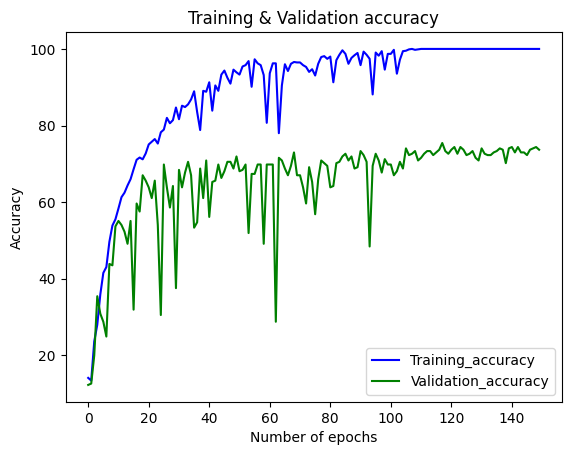 Training & Validation accuracy
Accuracy
100
80
60
40
20
0 20 40 60 80 100 120 140
Number of epochs
Training_accuracy
Validation_accuracy